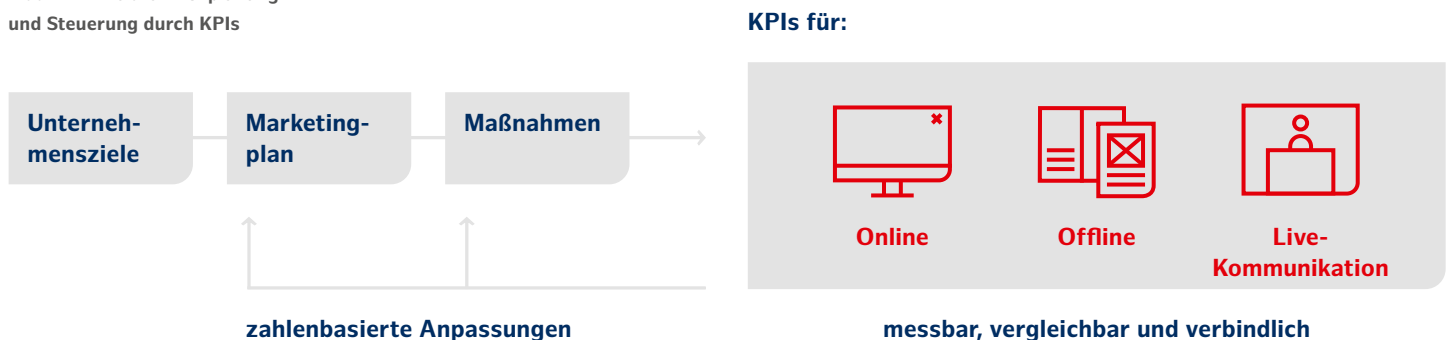 und Steuerung durch KPIs
Unterneh-
mensziele
Marketing-
plan
Maßnahmen
zahlenbasierte Anpassungen
KPIs für:
Online
Offline
Live-
Kommunikation
messbar, vergleichbar und verbindlich